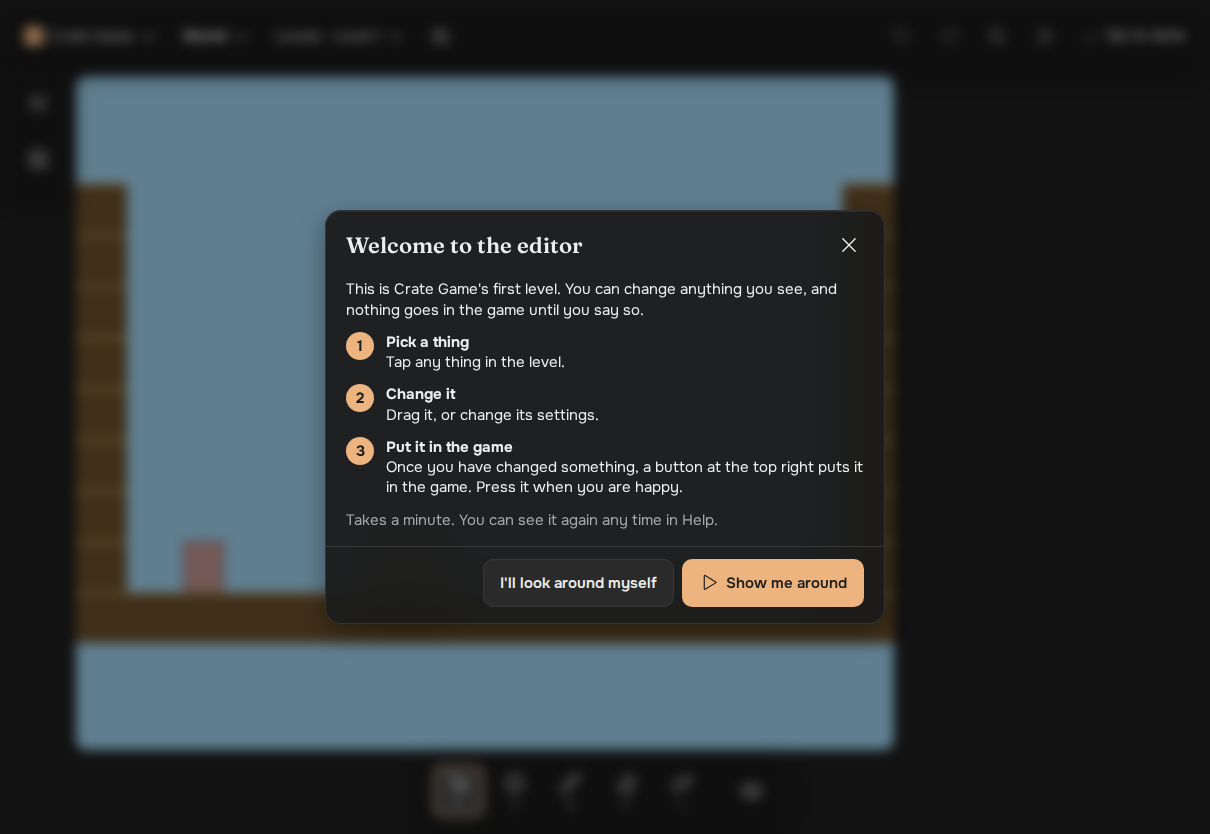 Welcome to the editor
This is Crate Game's first level. You can change anything you see, and
nothing goes in the game until you say so.
1
Pick a thing
Tap any thing in the level.
2
Change it
Drag it, or change its settings.
3
Put it in the game
Once you have changed something, a button at the top right puts it
in the game. Press it when you are happy.
Takes a minute. You can see it again any time in Help.
I'll look around myself
Show me around